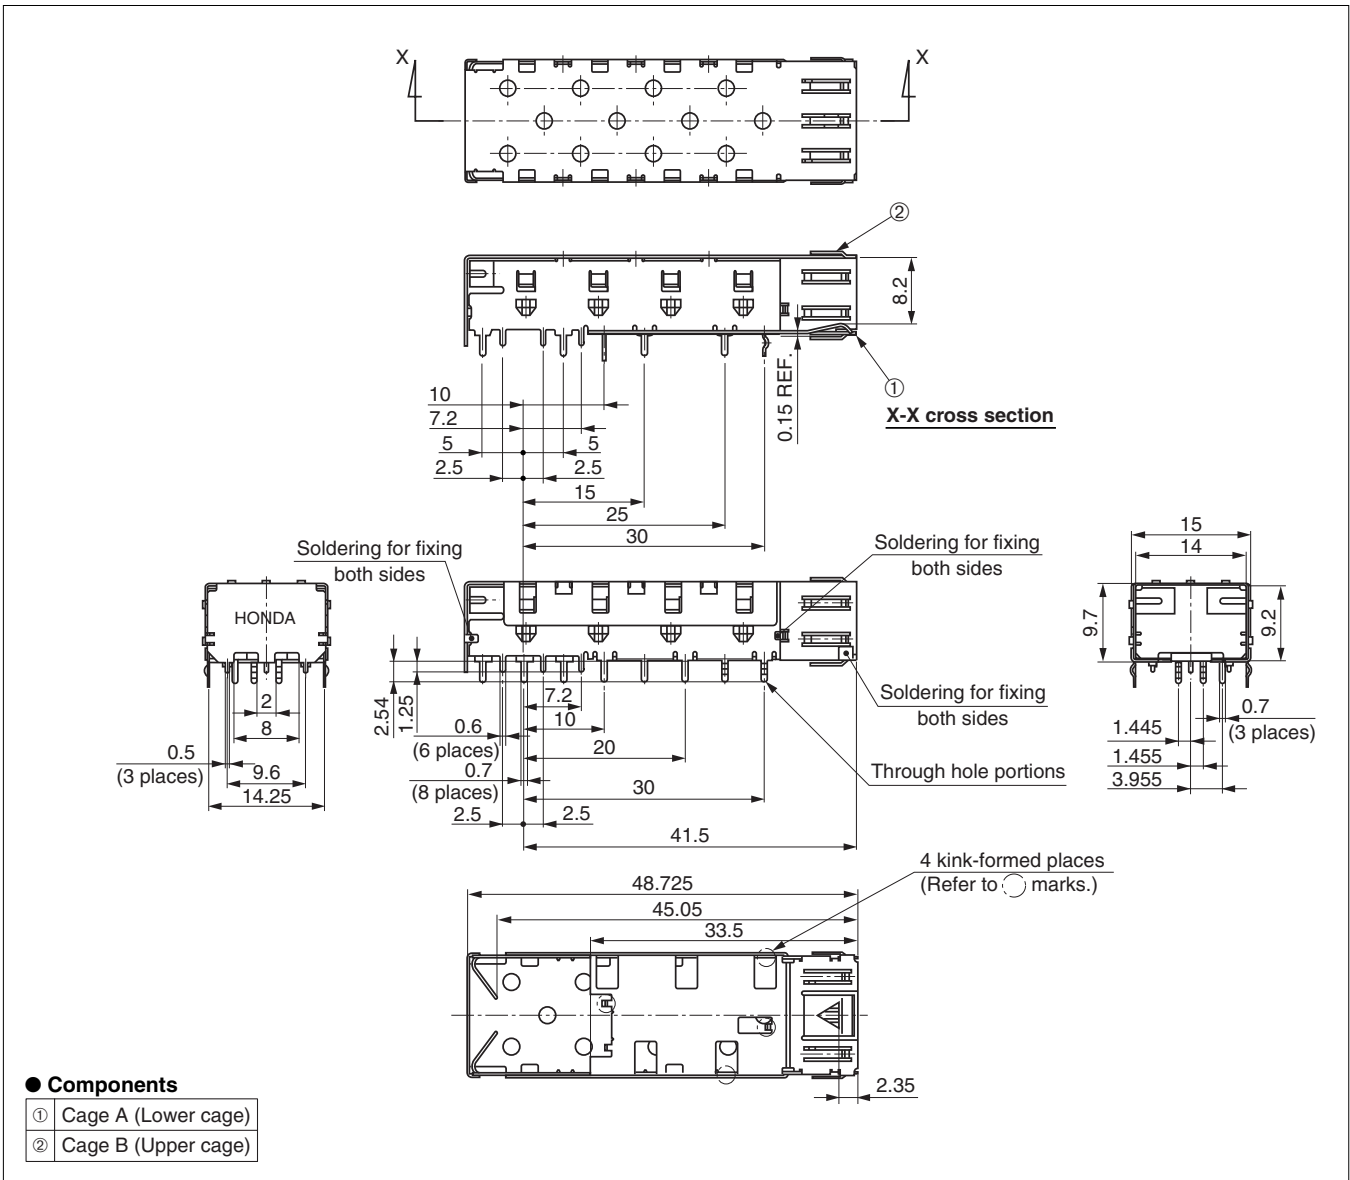 X
X
②
8.2
0.15 REF.
①
X-X cross section
10
7.2
5
5
2.5
2.5
15
25
30
Soldering for fixing
both sides
Soldering for fixing
both sides
15
14
HONDA
9.7
9.2
2
8
0.5
(3 places)
9.6
14.25
2.54
1.25
7.2
0.6
(6 places)
10
20
0.7
(8 places)
30
2.5
2.5
41.5
Soldering for fixing
both sides
Through hole portions
0.7
(3 places)
1.445
1.455
3.955
4 kink-formed places
(Refer to marks.)
48.725
45.05
33.5
2.35
● Components
① Cage A (Lower cage)
② Cage B (Upper cage)